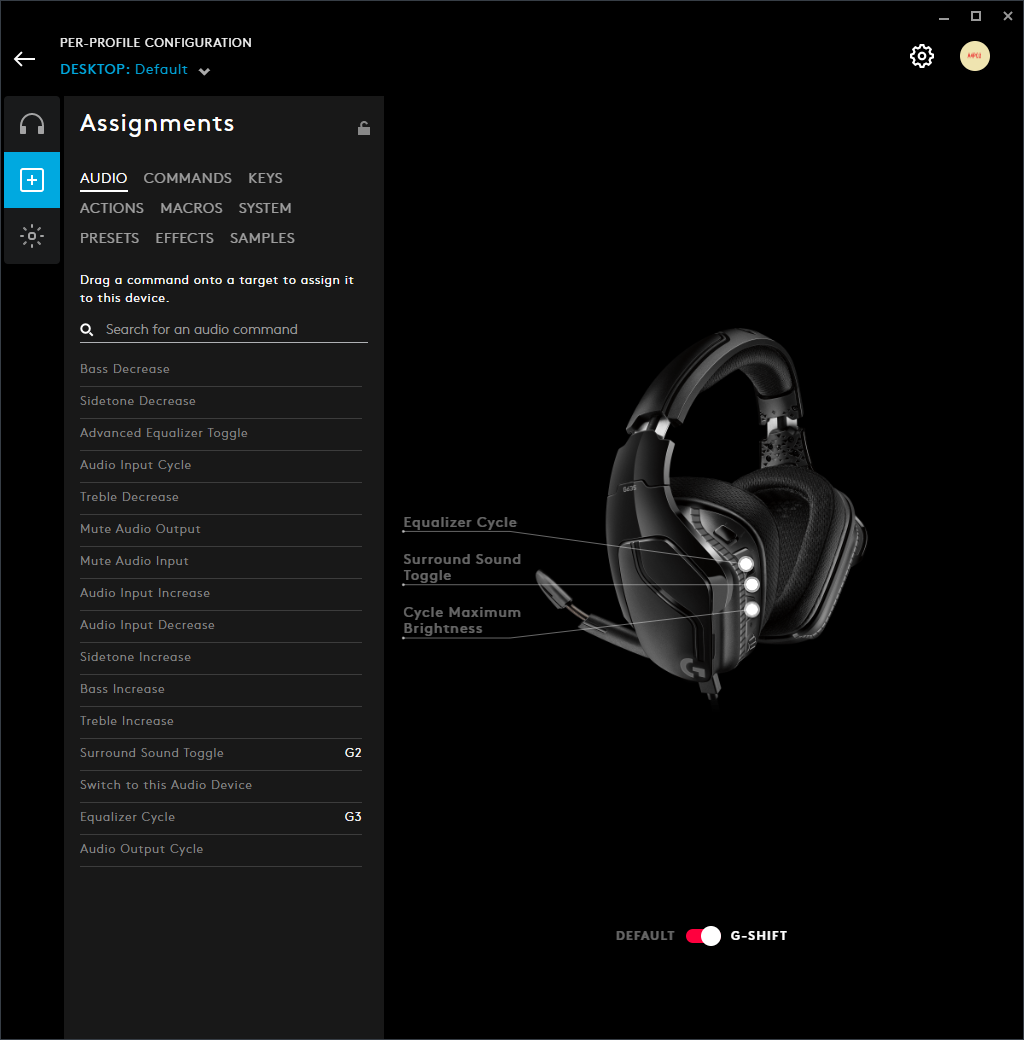 PER-PROFILE CONFIGURATION
DESKTOP: Default
Assignments
AUDIO COMMANDS KEYS
ACTIONS MACROS SYSTEM
PRESETS EFFECTS SAMPLES
Drag a command onto a target to assign it
to this device.
Search for an audio command
Bass Decrease
Sidetone Decrease
Advanced Equalizer Toggle
Audio Input Cycle
Treble Decrease
Mute Audio Output
Mute Audio Input
Audio Input Increase
Audio Input Decrease
Sidetone Increase
Bass Increase
Treble Increase
Surround Sound Toggle G2
Switch to this Audio Device
Equalizer Cycle G3
Audio Output Cycle
Equalizer Cycle
Surround Sound
Toggle
Cycle Maximum
Brightness
DEFAULT G-SHIFT